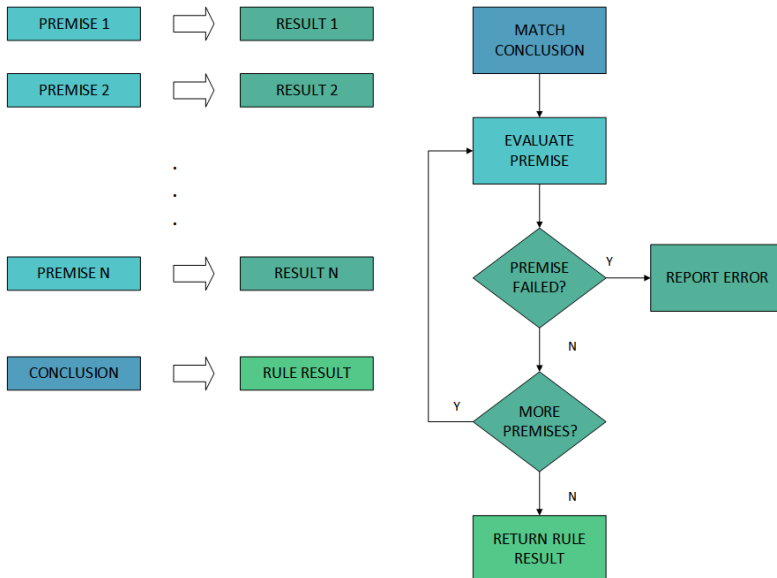 PREMISE 1
RESULT 1
PREMISE 2
RESULT 2
.
.
.
PREMISE N
RESULT N
CONCLUSION
RULE RESULT
MATCH
CONCLUSION
EVALUATE
PREMISE
PREMISE
FAILED?
Y
REPORT ERROR
N
MORE
PREMISES?
Y
N
RETURN RULE
RESULT